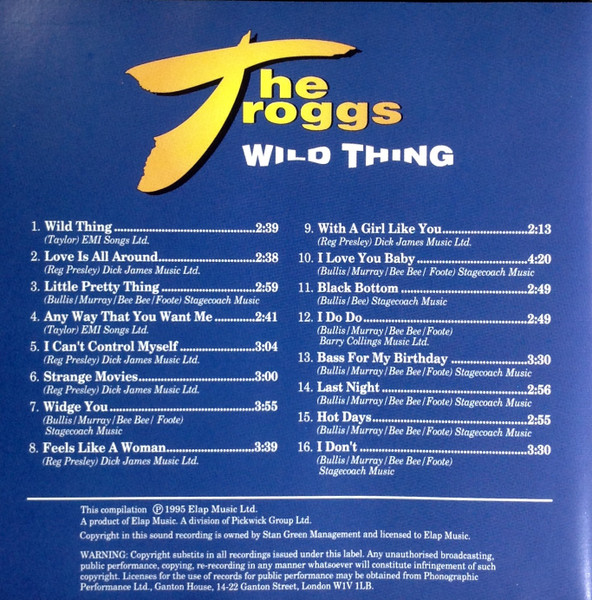 The
Troggs
WILD THING
1. Wild Thing..........2:39
(Taylor) EMI Songs Ltd.
2. Love Is All Around..........2:38
(Reg Presley) Dick James Music Ltd.
3. Little Pretty Thing..........2:59
(Bullis/Murray/Bee Bee/Foote) Stagecoach Music
4. Any Way That You Want Me..........2:41
(Taylor) EMI Songs Ltd.
5. I Can't Control Myself..........3:04
(Reg Presley) Dick James Music Ltd.
6. Strange Movies..........3:00
(Reg Presley) Dick James Music Ltd.
7. Widge You..........3:55
(Bullis/Murray/Bee Bee/ Foote)
Stagecoach Music
8. Feels Like A Woman..........3:39
(Reg Presley) Dick James Music Ltd.
9. With A Girl Like You..........2:13
(Reg Presley) Dick James Music Ltd.
10. I Love You Baby..........4:20
(Bullis/Murray/Bee Bee/ Foote) Stagecoach Music
11. Black Bottom..........2:49
(Bullis/Bee) Stagecoach Music
12. I Do Do..........2:49
(Bullis/Murray/Bee Bee/Foote)
Barry Collings Music Ltd.
13. Bass For My Birthday..........3:30
(Bullis/Murray/Bee Bee/Foote) Stagecoach Music
14. Last Night..........2:56
(Bullis/Murray/Bee Bee/Foote) Stagecoach Music
15. Hot Days..........2:55
(Bullis/Murray/Bee Bee/Foote) Stagecoach Music
16. I Don't..........3:30
(Bullis/Murray/Bee Bee/Foote)
Stagecoach Music
This compilation Ⓟ 1995 Elap Music Ltd.
A product of Elap Music. A division of Pickwick Group Ltd.
Copyright in this sound recording is owned by Stan Green Management and licensed to Elap Music.
WARNING: Copyright substits in all recordings issued under this label. Any unauthorised broadcasting,
public performance, copying, re-recording in any manner whatsoever will constitute infringement of such
copyright. Licenses for the use of records for public performance may be obtained from Phonographic
Performance Ltd., Ganton House, 14-22 Ganton Street, London W1V 1LB.